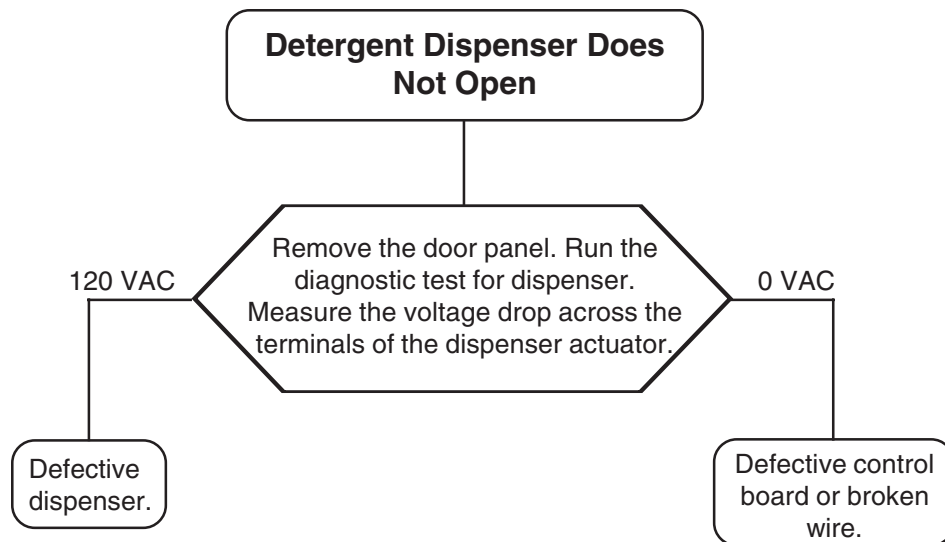 Detergent Dispenser Does
Not Open
Remove the door panel. Run the
diagnostic test for dispenser.
Measure the voltage drop across the
terminals of the dispenser actuator.
120 VAC
0 VAC
Defective
dispenser.
Defective control
board or broken
wire.